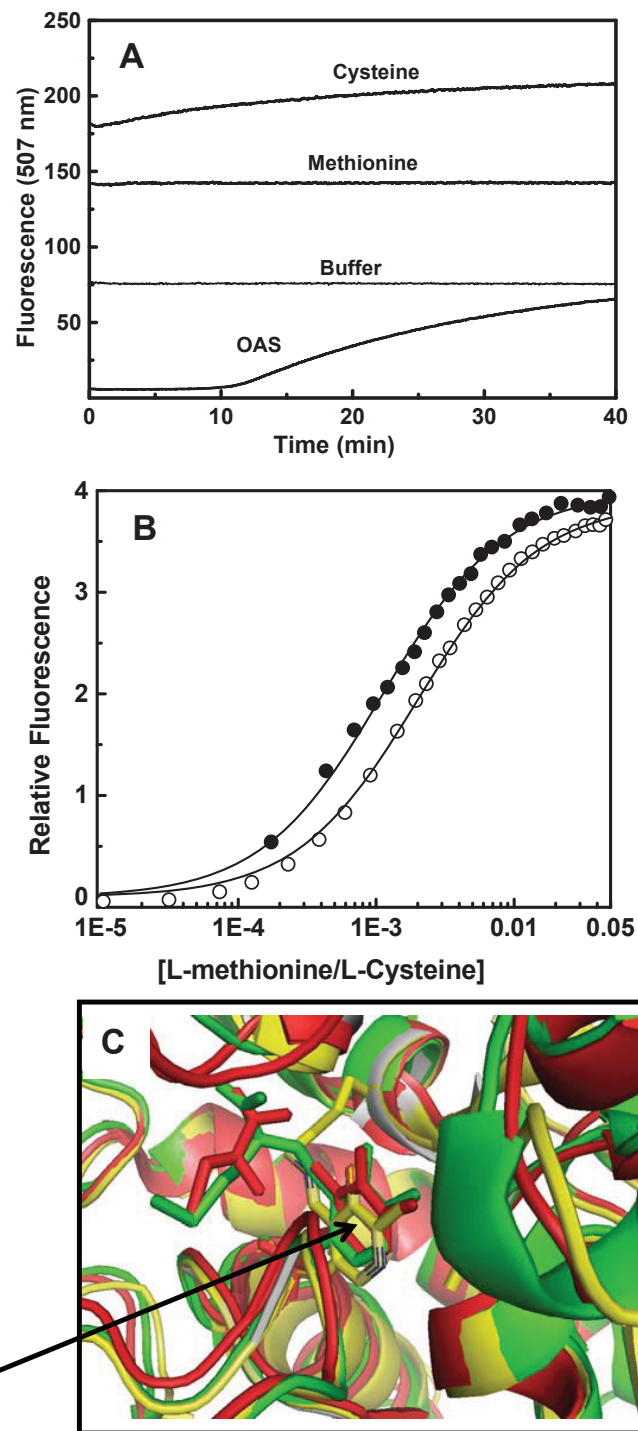 A
250
200
150
100
50
Fluorescence (507 nm)
Cysteine
Methionine
Buffer
OAS
0
10
20
30
40
Time (min)
B
4
3
2
1
0
Relative Fluorescence
1E-5
1E-4
1E-3
0.01
0.05
[L-methionine/L-Cysteine]
C